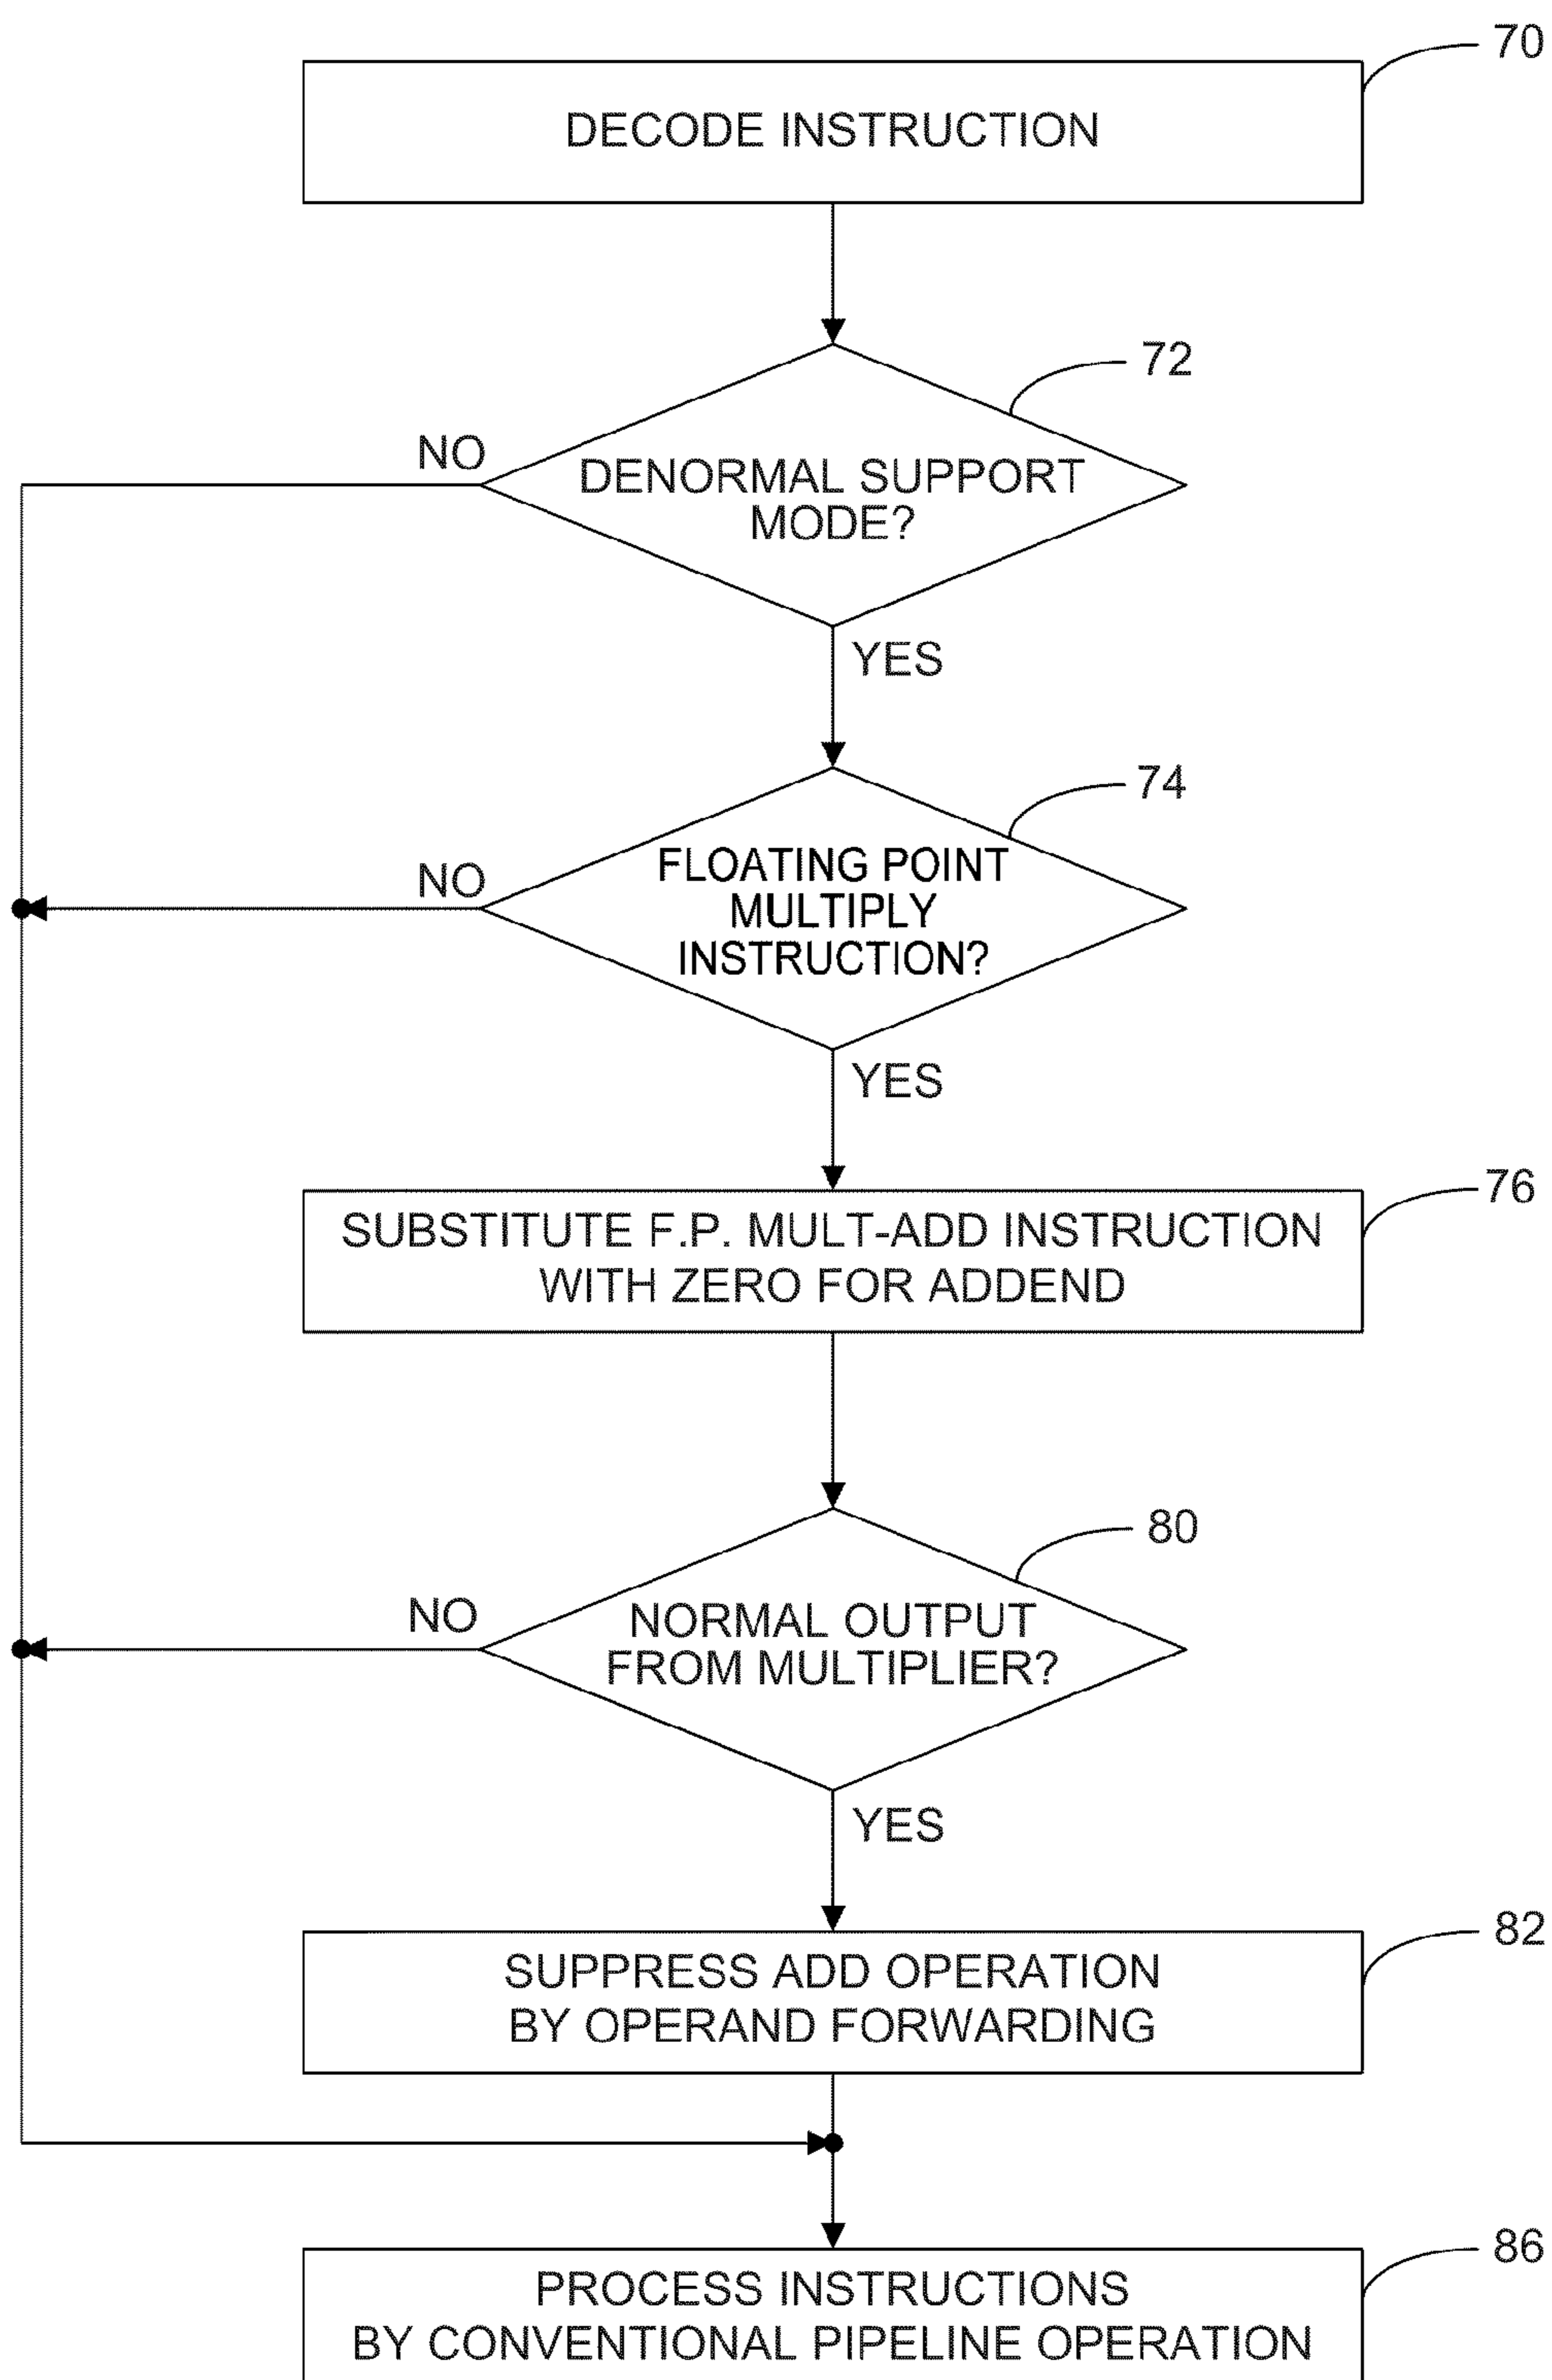 70
DECODE INSTRUCTION
72
NO
DENORMAL SUPPORT
MODE?
YES
74
NO
FLOATING POINT
MULTIPLY
INSTRUCTION?
YES
76
SUBSTITUTE F.P. MULT-ADD INSTRUCTION
WITH ZERO FOR ADDEND
80
NO
NORMAL OUTPUT
FROM MULTIPLIER?
YES
82
SUPPRESS ADD OPERATION
BY OPERAND FORWARDING
86
PROCESS INSTRUCTIONS
BY CONVENTIONAL PIPELINE OPERATION